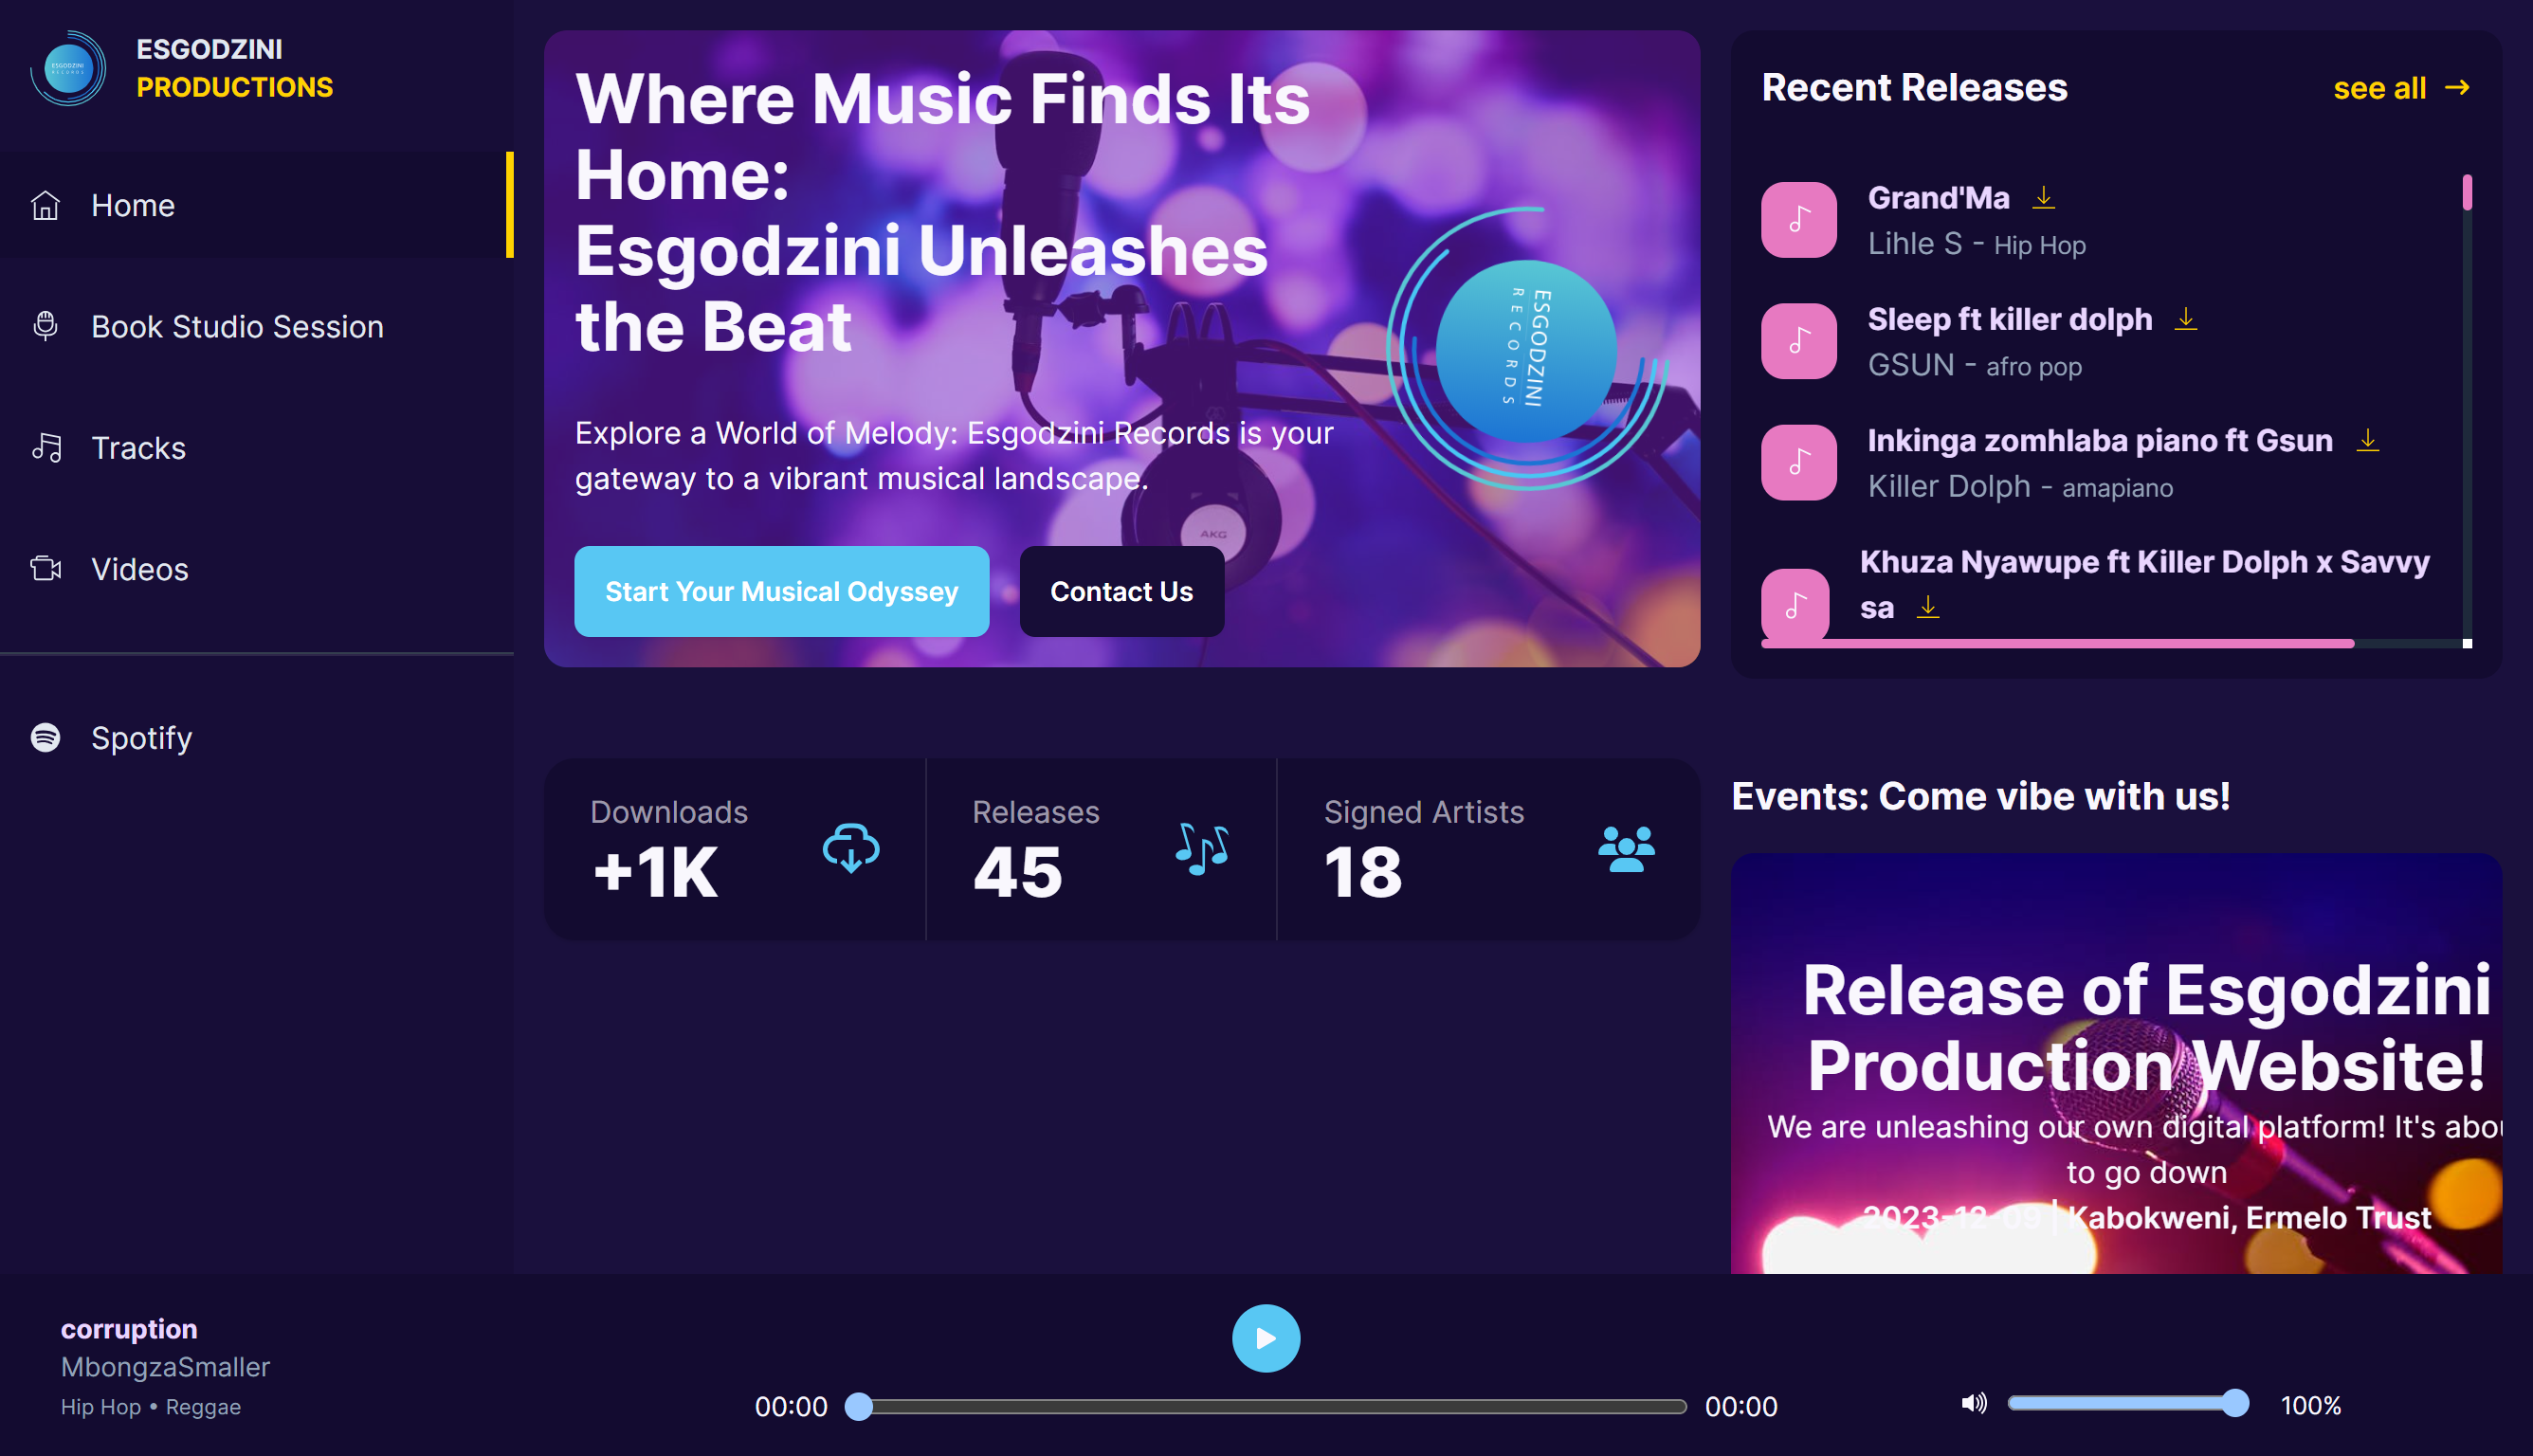 ESGODZINI
PRODUCTIONS
Home
Book Studio Session
Tracks
Videos
Spotify
Where Music Finds Its
Home:
Esgodzini Unleashes
the Beat
Explore a World of Melody: Esgodzini Records is your
gateway to a vibrant musical landscape.
Start Your Musical Odyssey
Contact Us
ESGODZINI
RECORDS
AKG
Recent Releases
see all
Grand'Ma
Lihle S - Hip Hop
Sleep ft killer dolph
GSUN - afro pop
Inkinga zomhlaba piano ft Gsun
Killer Dolph - amapiano
Khuza Nyawupe ft Killer Dolph x Savvy
sa
Downloads
+1K
Releases
45
Signed Artists
18
Events: Come vibe with us!
Release of Esgodzini
Production Website!
We are unleashing our own digital platform! It's abou
to go down
2023-12-09 | Kabokweni, Ermelo Trust
corruption
MbongzaSmaller
Hip Hop • Reggae
00:00
00:00
100%